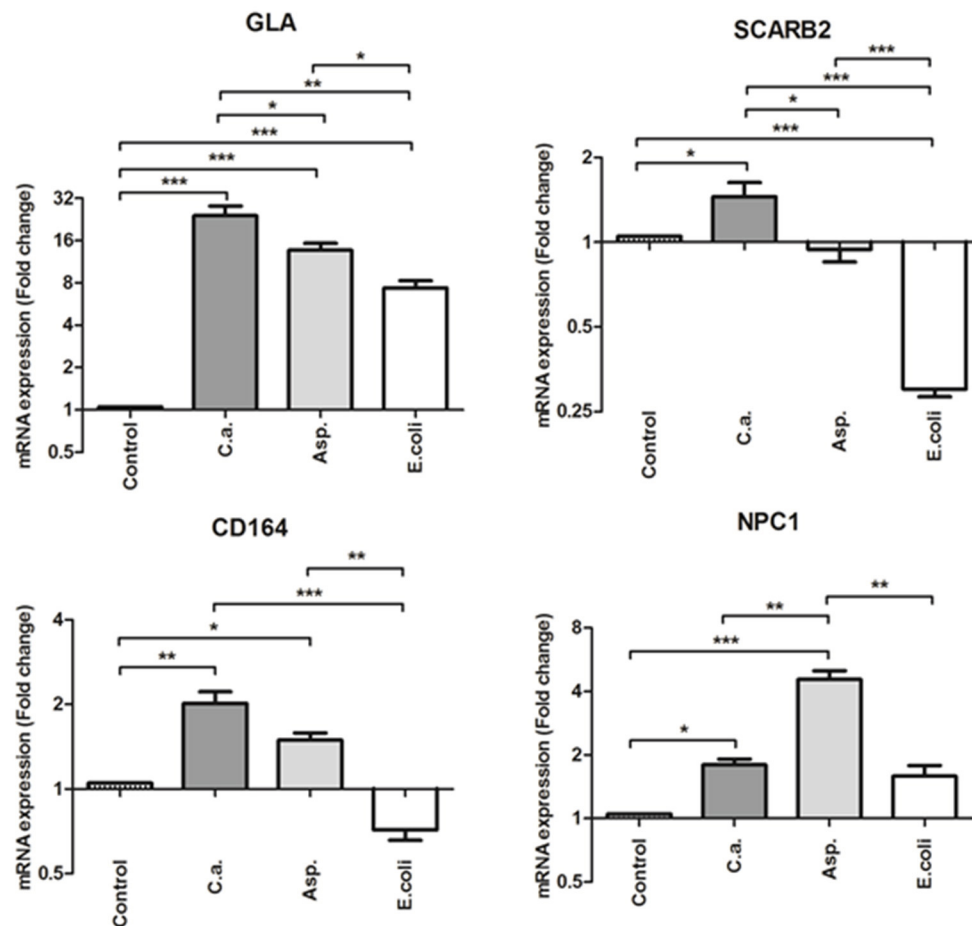 GLA
*
**
*
***
***
***
mRNA expression (Fold change)
32
16
8
4
2
1
0.5
Control
C.a.
Asp.
E.coli
SCARB2
***
***
*
***
*
mRNA expression (Fold change)
2
1
0.5
0.25
Control
C.a.
Asp.
E.coli
CD164
**
***
*
**
mRNA expression (Fold change)
4
2
1
0.5
Control
C.a.
Asp.
E.coli
NPC1
**
**
***
*
mRNA expression (Fold change)
8
4
2
1
0.5
Control
C.a.
Asp.
E.coli